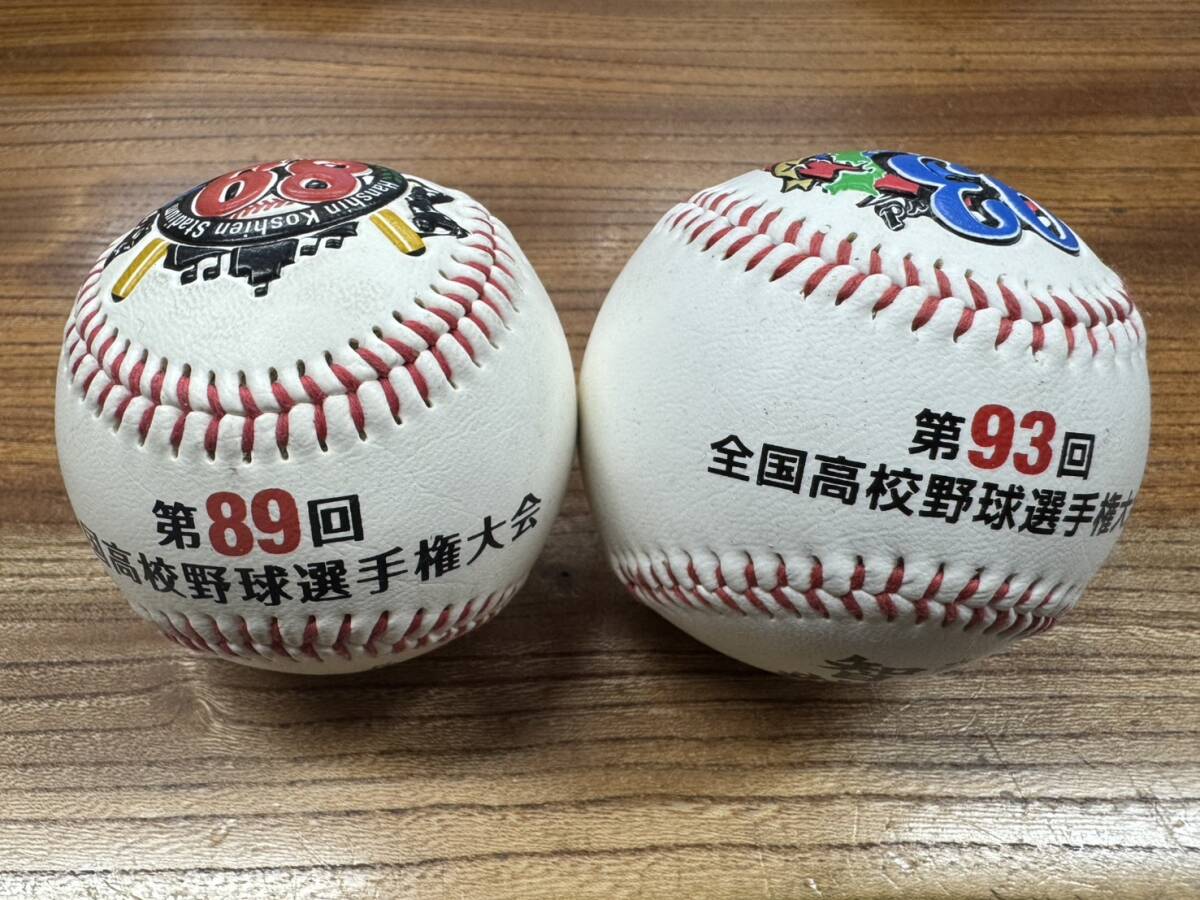 89
Hanshin Koshien Stadium
第89回
国高校野球選手権大会
93
第93回
全国高校野球選手権大